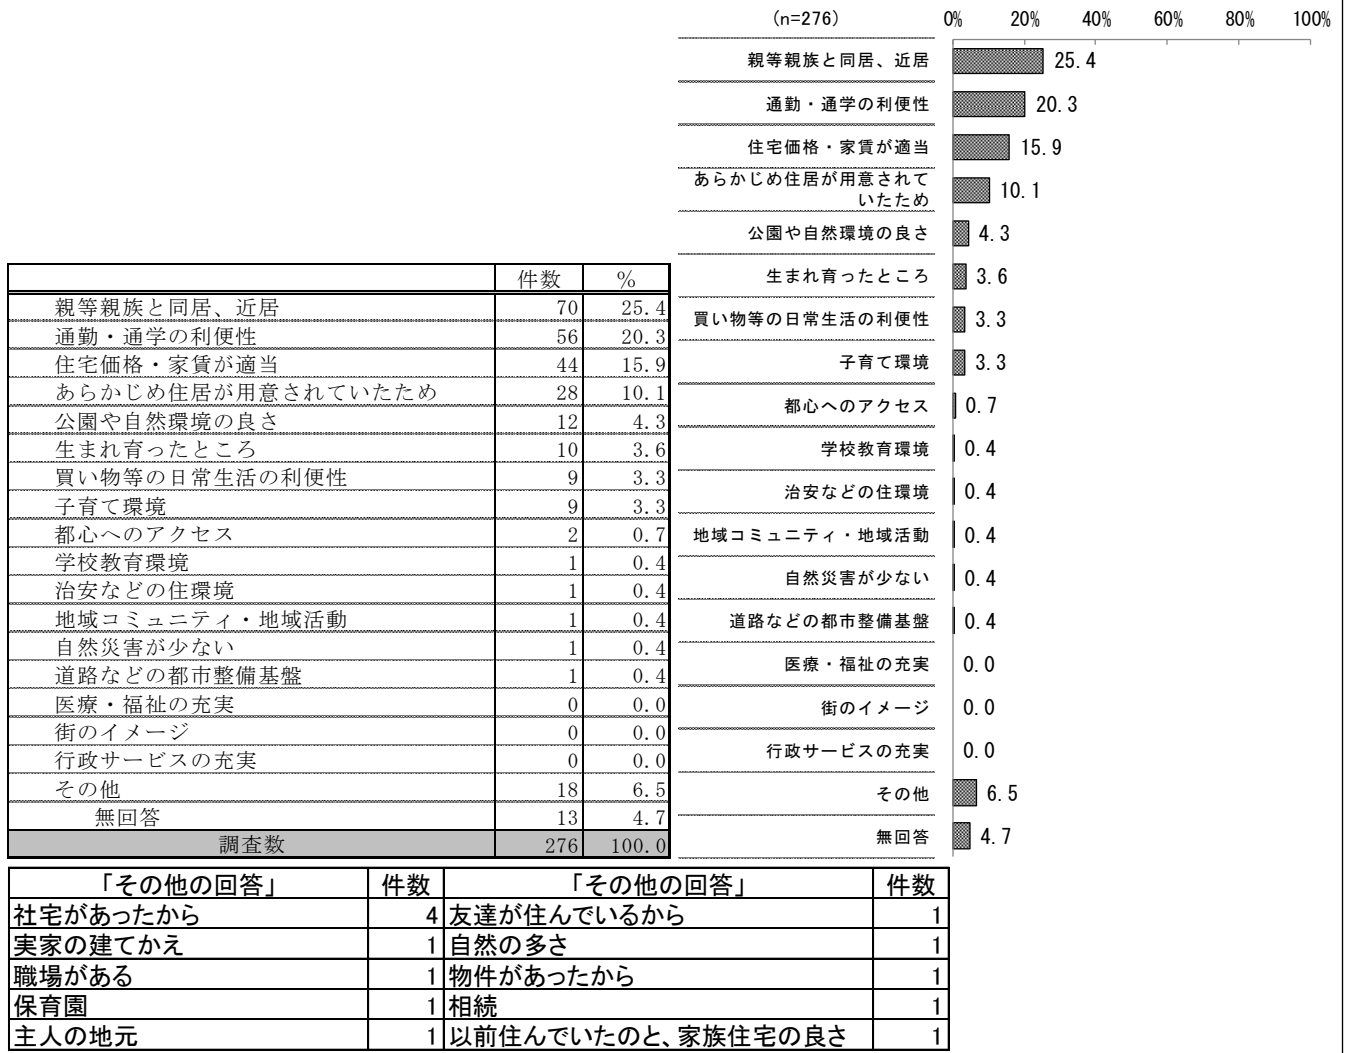 (n=276)
0% 20% 40% 60% 80% 100%
親等親族と同居、近居 25.4
通勤・通学の利便性 20.3
住宅価格・家賃が適当 15.9
あらかじめ住居が用意されて
いたため 10.1
公園や自然環境の良さ 4.3
生まれ育ったところ 3.6
買い物等の日常生活の利便性 3.3
子育て環境 3.3
都心へのアクセス 0.7
学校教育環境 0.4
治安などの住環境 0.4
地域コミュニティ・地域活動 0.4
自然災害が少ない 0.4
道路などの都市整備基盤 0.4
医療・福祉の充実 0.0
街のイメージ 0.0
行政サービスの充実 0.0
その他 6.5
無回答 4.7
件数 %
親等親族と同居、近居 70 25.4
通勤・通学の利便性 56 20.3
住宅価格・家賃が適当 44 15.9
あらかじめ住居が用意されていたため 28 10.1
公園や自然環境の良さ 12 4.3
生まれ育ったところ 10 3.6
買い物等の日常生活の利便性 9 3.3
子育て環境 9 3.3
都心へのアクセス 2 0.7
学校教育環境 1 0.4
治安などの住環境 1 0.4
地域コミュニティ・地域活動 1 0.4
自然災害が少ない 1 0.4
道路などの都市整備基盤 1 0.4
医療・福祉の充実 0 0.0
街のイメージ 0 0.0
行政サービスの充実 0 0.0
その他 18 6.5
無回答 13 4.7
調査数 276 100.0
「その他の回答」 件数 「その他の回答」 件数
社宅があったから 4 友達が住んでいるから 1
実家の建てかえ 1 自然の多さ 1
職場がある 1 物件があったから 1
保育園 1 相続 1
主人の地元 1 以前住んでいたのと、家族住宅の良さ 1